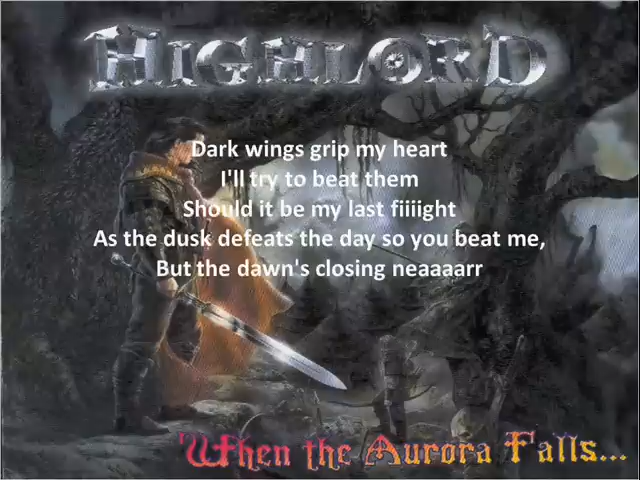 HIGHLORD
Dark wings grip my heart
I'll try to beat them
Should it be my last fiiiight
As the dusk defeats the day so you beat me,
But the dawn's closing neaaaarr
When the Aurora Falls...